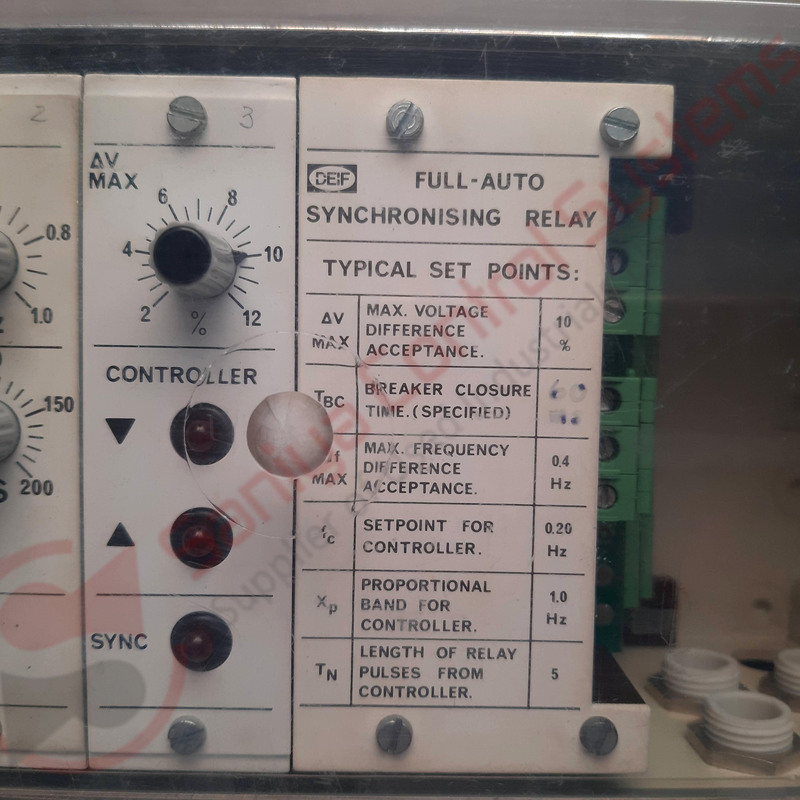 2
0.8
1.0
150
200
3
ΔV
MAX
6 8
4 10
2 12
%
CONTROLLER
▼
▲
SYNC
DEIF
FULL-AUTO
SYNCHRONISING RELAY
TYPICAL SET POINTS:
ΔV MAX
MAX. VOLTAGE
DIFFERENCE
ACCEPTANCE.
10
%
TBC
BREAKER CLOSURE
TIME.(SPECIFIED)
MAX
MAX. FREQUENCY
DIFFERENCE
ACCEPTANCE.
0.4
Hz
fc
SETPOINT FOR
CONTROLLER.
0.20
Hz
Xp
PROPORTIONAL
BAND FOR
CONTROLLER.
1.0
Hz
TN
LENGTH OF RELAY
PULSES FROM
CONTROLLER.
5